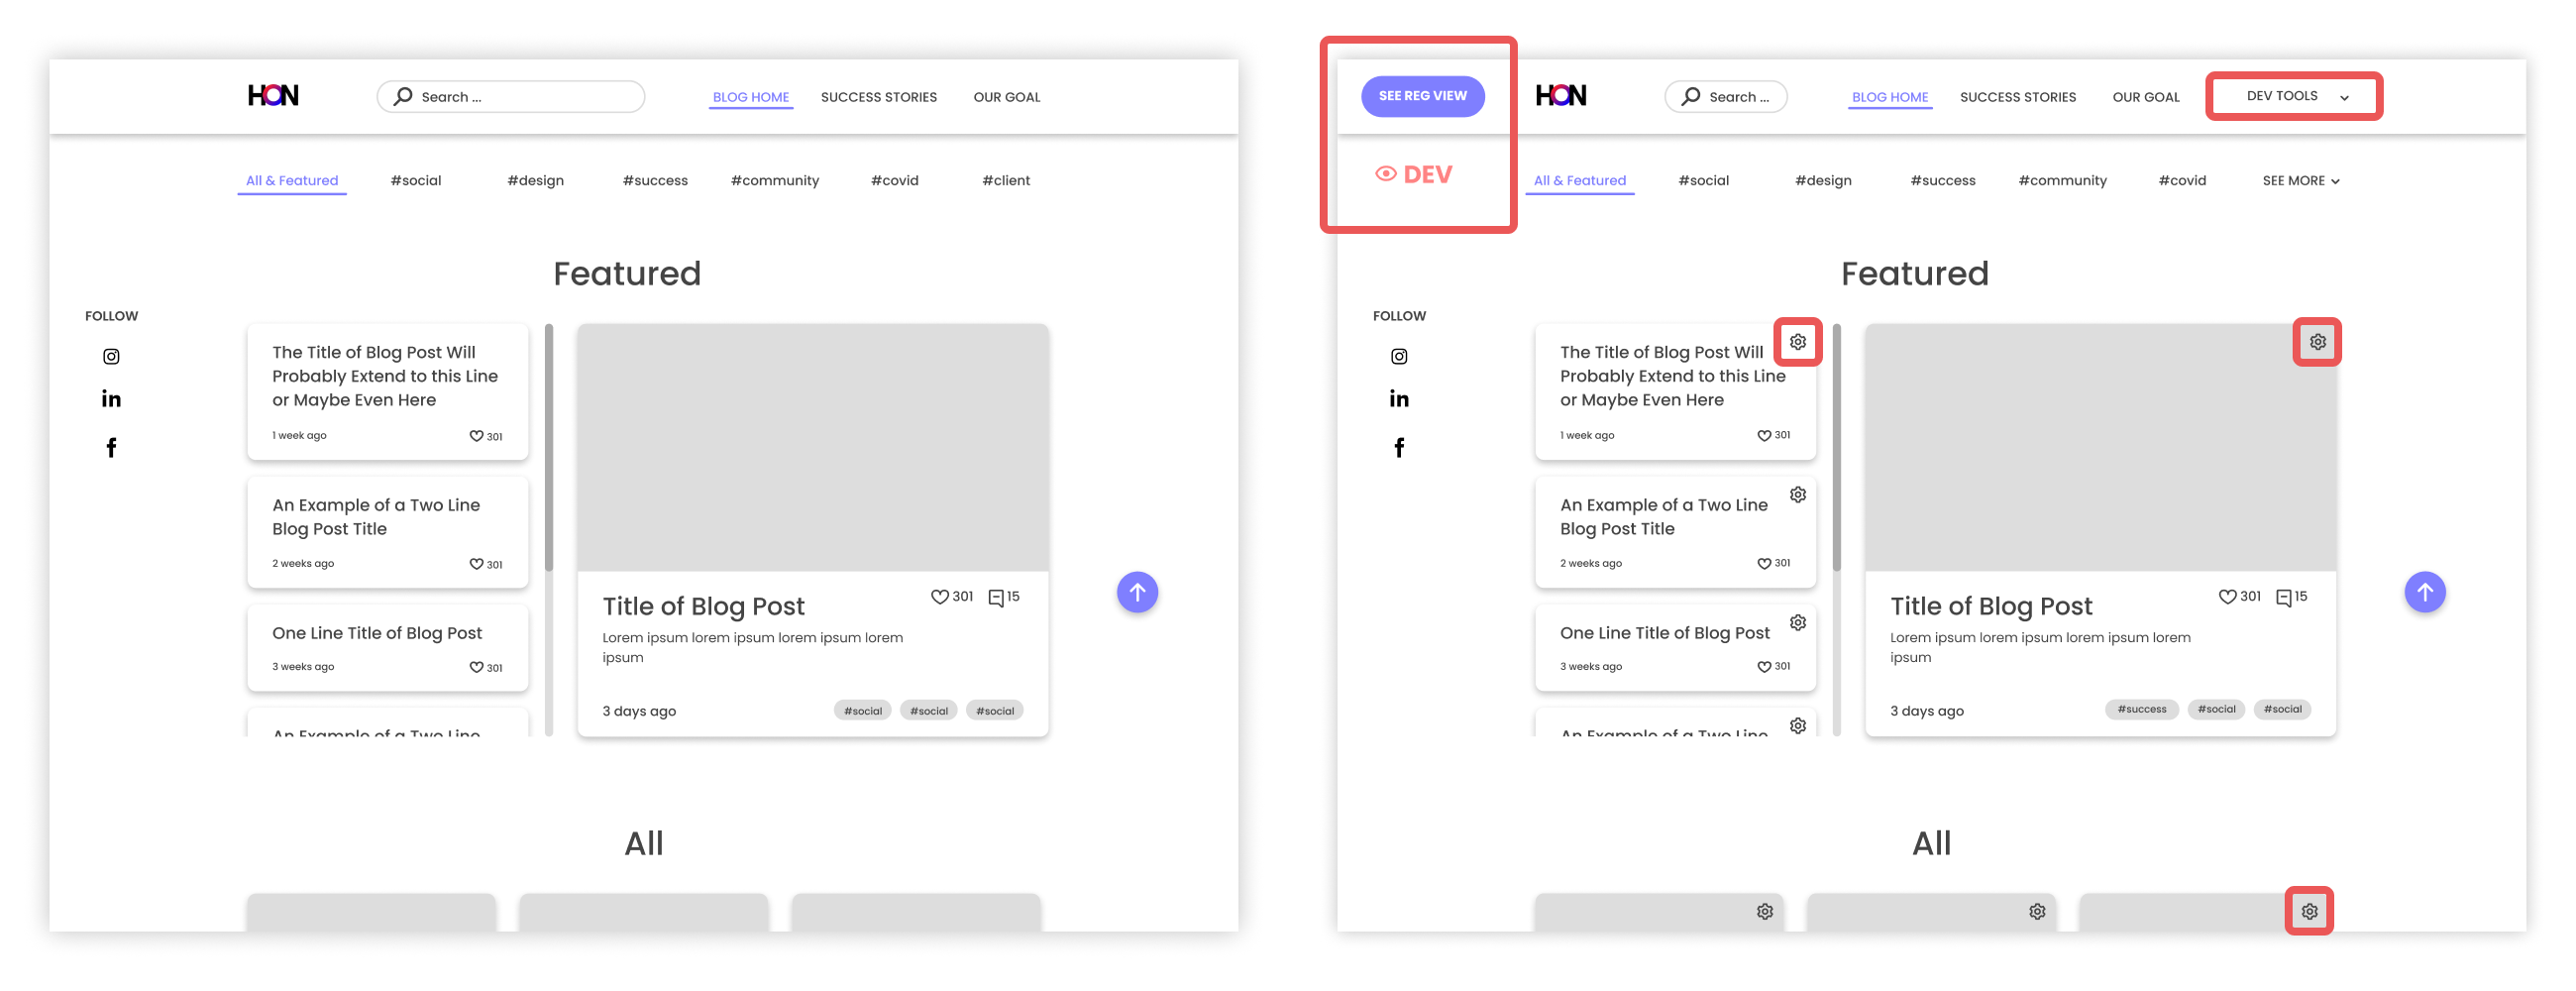 HON
Search ...
BLOG HOME
SUCCESS STORIES
OUR GOAL
All & Featured
#social
#design
#success
#community
#covid
#client
Featured
FOLLOW
The Title of Blog Post Will
Probably Extend to this Line
or Maybe Even Here
1 week ago
301
An Example of a Two Line
Blog Post Title
2 weeks ago
301
One Line Title of Blog Post
3 weeks ago
301
An Example of a Two Line
Title of Blog Post
301
15
Lorem ipsum lorem ipsum lorem ipsum lorem
ipsum
3 days ago
#social
#social
#social
All
SEE REG VIEW
DEV
HON
Search ...
BLOG HOME
SUCCESS STORIES
OUR GOAL
DEV TOOLS
All & Featured
#social
#design
#success
#community
#covid
SEE MORE
Featured
FOLLOW
The Title of Blog Post Will
Probably Extend to this Line
or Maybe Even Here
1 week ago
301
An Example of a Two Line
Blog Post Title
2 weeks ago
301
One Line Title of Blog Post
3 weeks ago
301
An Example of a Two Line
Title of Blog Post
301
15
Lorem ipsum lorem ipsum lorem ipsum lorem
ipsum
3 days ago
#success
#social
#social
All